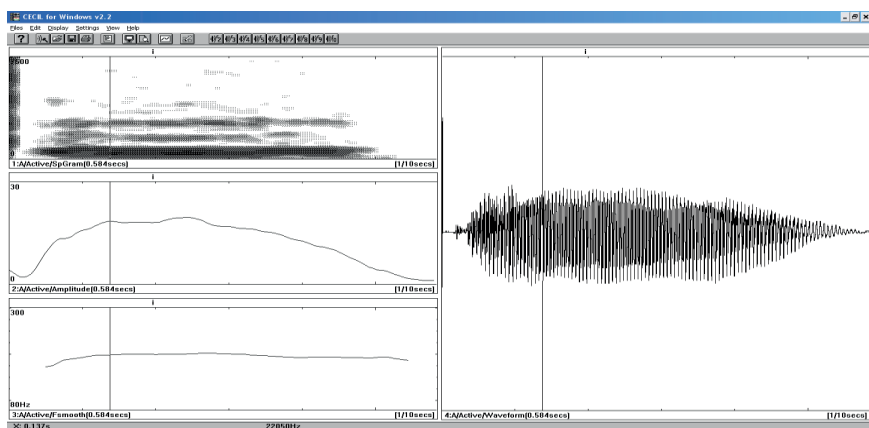 CECIL for Windows v2.2
Files Edit Display Settings View Help
i
7500
0
1:A/Active/SpGram(0.584secs) [1/10secs]
i
30
0
2:A/Active/Amplitude(0.584secs) [1/10secs]
i
300
80Hz
3:A/Active/Fsmooth(0.584secs) [1/10secs]
i
4:A/Active/Waveform(0.584secs) [1/10secs]
X: 0.137s 22050Hz